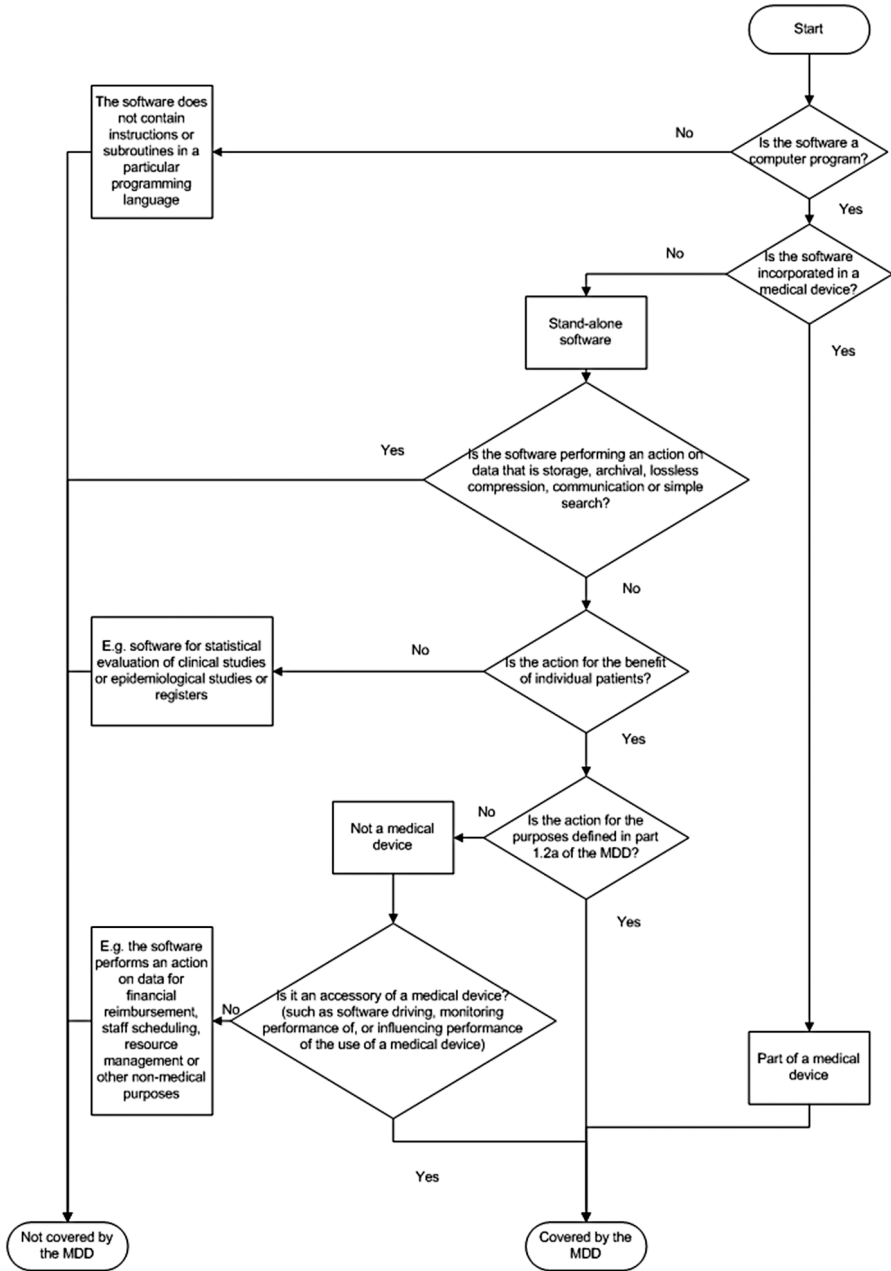 Start
The software does
not contain
instructions or
subroutines in a
particular
programming
language
No
Is the software a
computer program?
Yes
No
Is the software
incorporated in a
medical device?
Stand-alone
software
Yes
Yes
Is the software performing an action on
data that is storage, archival, lossless
compression, communication or simple
search?
No
E.g. software for statistical
evaluation of clinical studies
or epidemiological studies or
registers
No
Is the action for the benefit
of individual patients?
Yes
Not a medical
device
No
Is the action for the
purposes defined in part
1.2a of the MDD?
Yes
E.g. the software
performs an action
on data for
financial
reimbursement,
staff scheduling,
resource
management or
other non-medical
purposes
No
Is it an accessory of a medical device?
(such as software driving, monitoring
performance of, or influencing performance
of the use of a medical device)
Part of a medical
device
Yes
Not covered by
the MDD
Covered by the
MDD